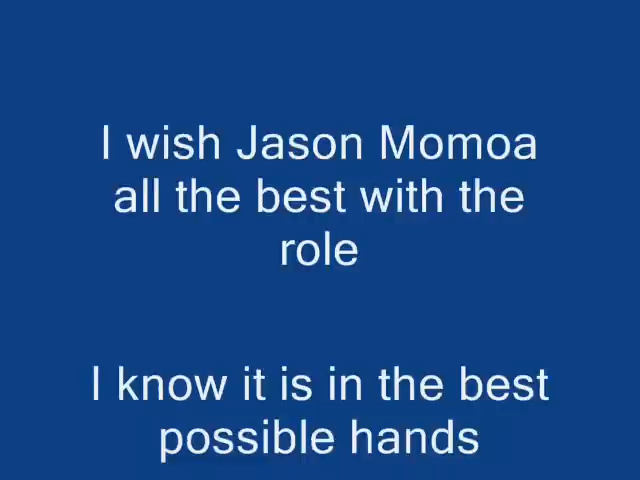 I wish Jason Momoa
all the best with the
role
I know it is in the best
possible hands